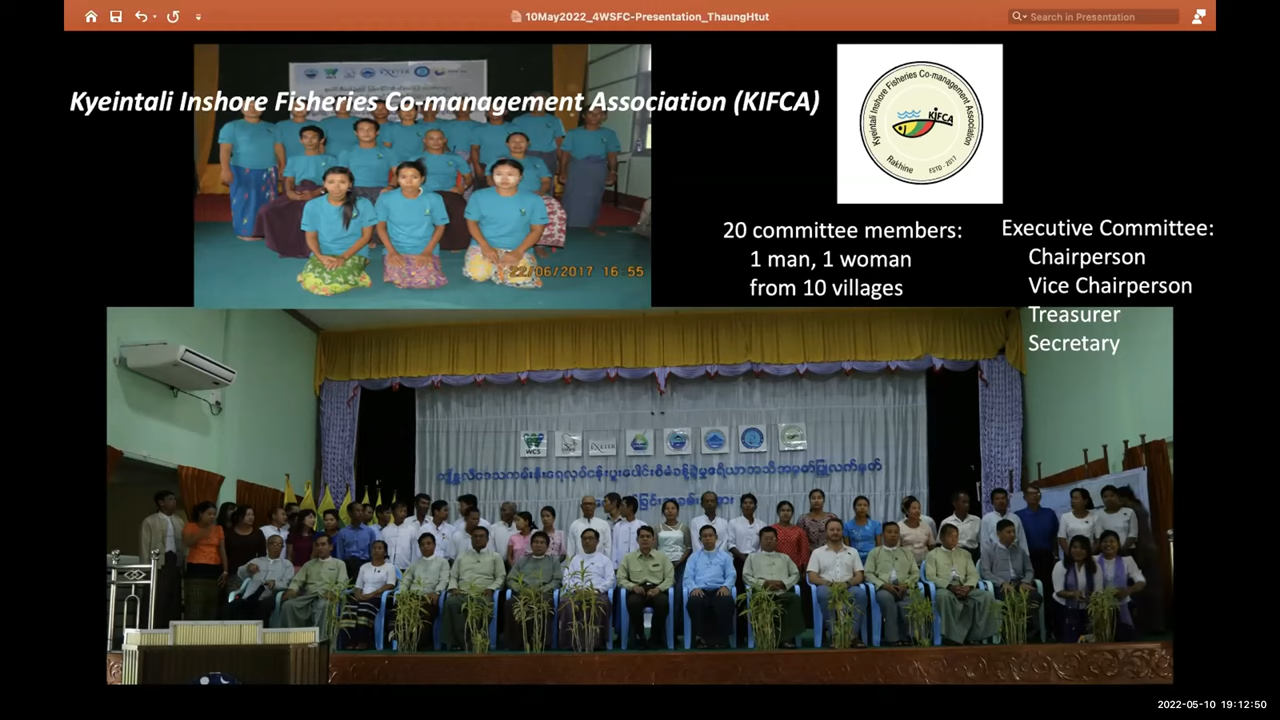 10May2022_4WSFC-Presentation_ThaungHtut
Search in Presentation
Kyeintali Inshore Fisheries Co-management Association (KIFCA)
Kyeintali Inshore Fisheries Co-management Association
KIFCA
Rakhine
ESTD - 2017
20 committee members:
1 man, 1 woman
from 10 villages
Executive Committee:
Chairperson
Vice Chairperson
Treasurer
Secretary
22/06/2017 16 55
WCS
EXETER
2022-05-10 19:12:50